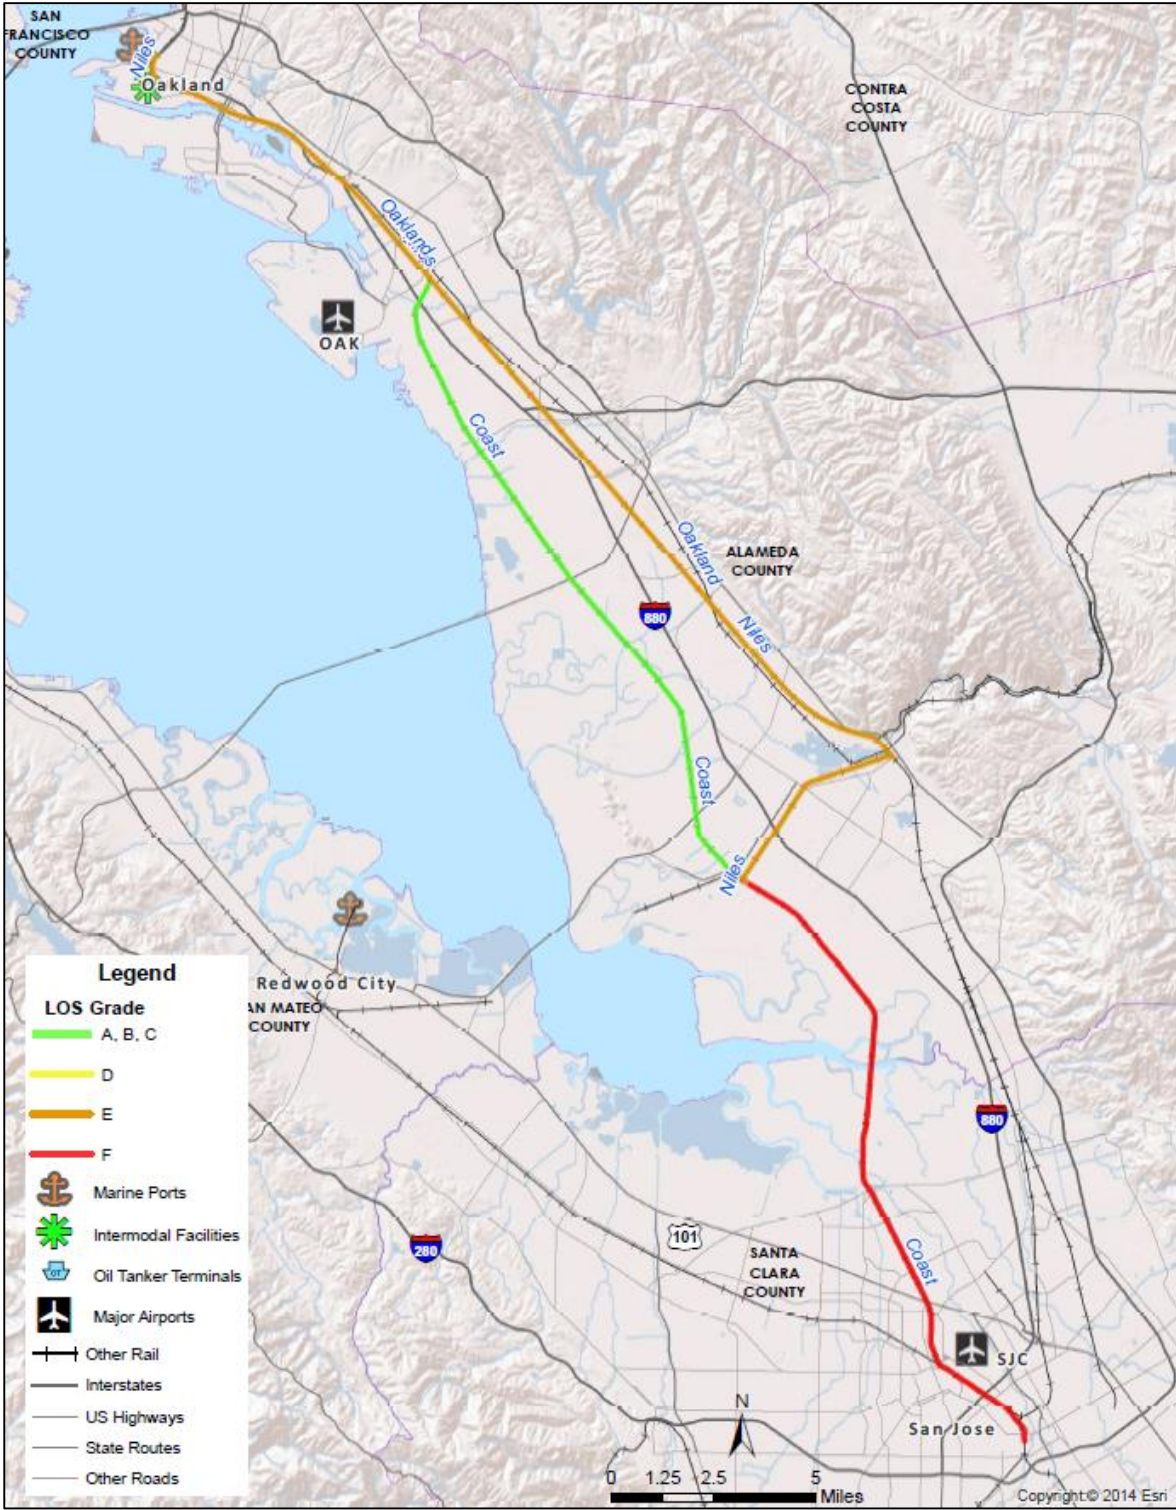 SAN
FRANCISCO
COUNTY
Niles
Oakland
CONTRA
COSTA
COUNTY
Oakland
OAK
Coast
Oakland
ALAMEDA
COUNTY
880
Niles
Coast
Niles
Redwood City
AN MATEO
COUNTY
Legend
LOS Grade
A, B, C
D
E
F
Marine Ports
Intermodal Facilities
OT
Oil Tanker Terminals
Major Airports
Other Rail
Interstates
US Highways
State Routes
Other Roads
880
101
280
SANTA
CLARA
COUNTY
Coast
SJC
San Jose
N
0 1.25 2.5 5
Miles
Copyright:© 2014 Esri